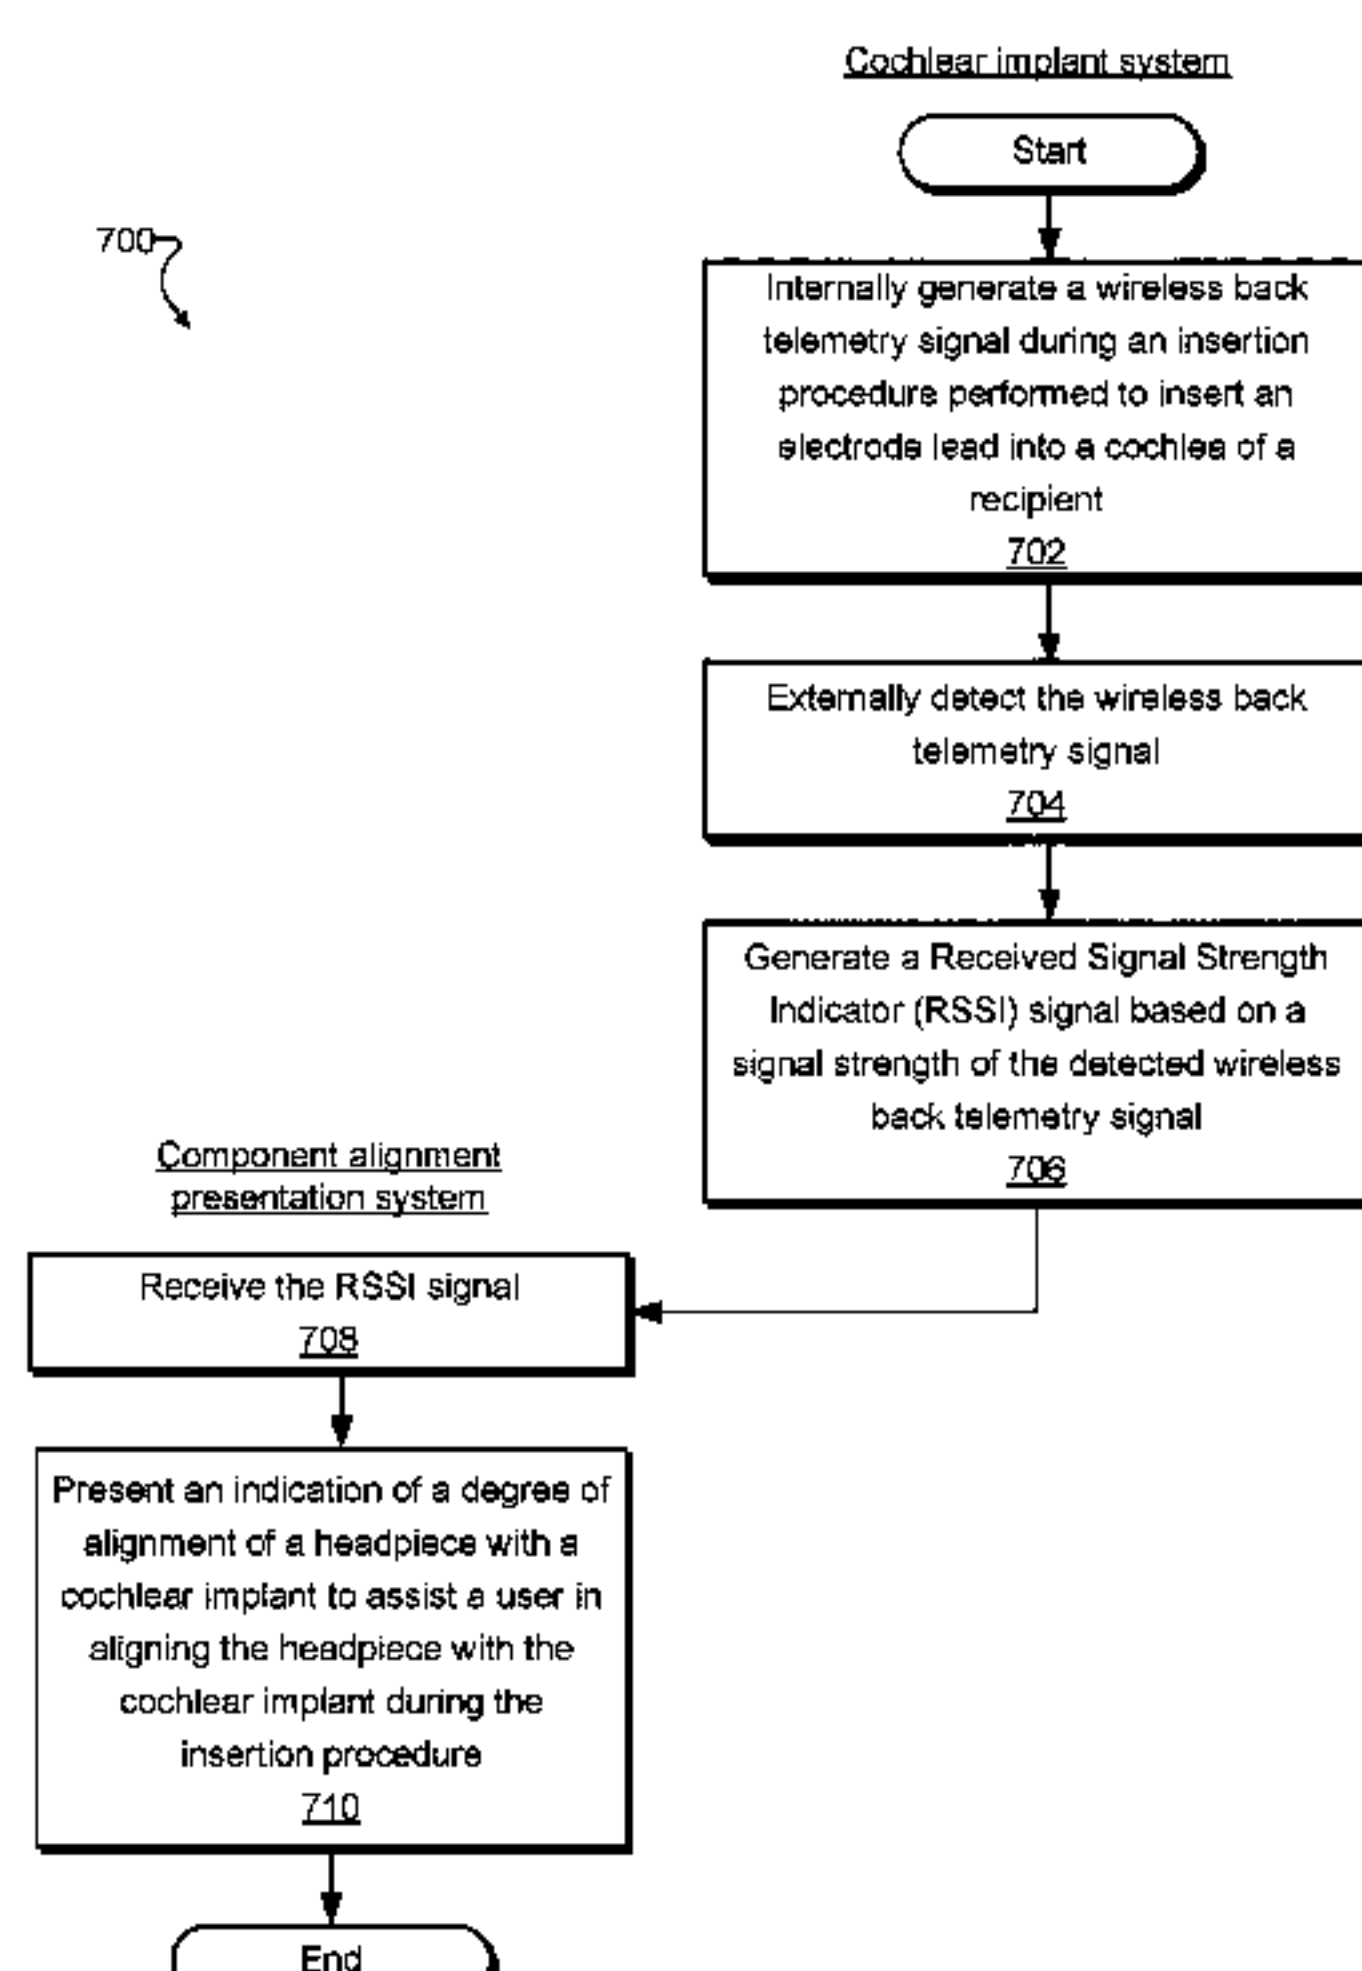 Cochlear implant system
Start
700
Internally generate a wireless back
telemetry signal during an insertion
procedure performed to insert an
electrode lead into a cochlea of a
recipient
702
Externally detect the wireless back
telemetry signal
704
Generate a Received Signal Strength
Indicator (RSSI) signal based on a
signal strength of the detected wireless
back telemetry signal
706
Component alignment
presentation system
Receive the RSSI signal
708
Present an indication of a degree of
alignment of a headpiece with a
cochlear implant to assist a user in
aligning the headpiece with the
cochlear implant during the
insertion procedure
710
End